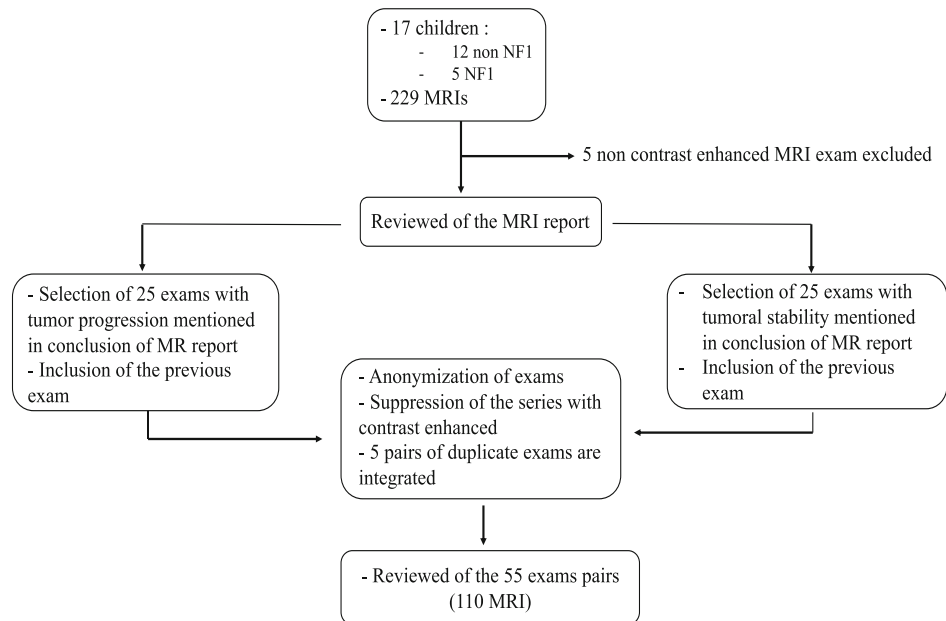 - 17 children :
- 12 non NF1
- 5 NF1
- 229 MRIs
5 non contrast enhanced MRI exam excluded
Reviewed of the MRI report
- Selection of 25 exams with
tumor progression mentioned
in conclusion of MR report
- Inclusion of the previous
exam
- Selection of 25 exams with
tumoral stability mentioned
in conclusion of MR report
- Inclusion of the previous
exam
- Anonymization of exams
- Suppression of the series with
contrast enhanced
- 5 pairs of duplicate exams are
integrated
- Reviewed of the 55 exams pairs
(110 MRI)